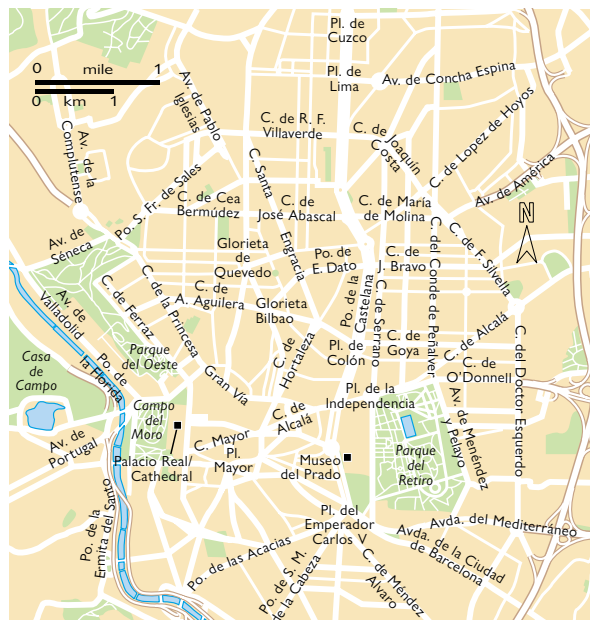 Pl. de
Cuzco
0 mile 1
0 km 1
Pl. de
Lima
Av. de Concha Espina
Av. de Pablo
Iglesias
C. de R. F.
Villaverde
C. de Joaquín
Costa
C. de Lopez de Hoyos
Av. de la
Complutense
C. Santa
Engracia
Av. de América
N
Po. S. Fr. de Sales
C. de Cea
Bermúdez
C. de
José Abascal
C. de María
de Molina
C. de F. Silvella
C. del Conde de Peñalver
Av. de
Séneca
Glorieta
de
Quevedo
Po. de
E. Dato
C. de
J. Bravo
C. de la Princesa
C. de Ferraz
C. de
A. Aguilera
Glorieta
Bilbao
Po. de la
Castelana
C. de Serrano
Av. de
Valladolid
Po. de
la Florida
Parque
del Oeste
C. de
Hortaleza
Pl. de
Colón
C. de
Goya
C. de Alcalá
C. de
O'Donnell
C. del Doctor Esquerdo
Casa
de
Campo
Gran Vía
Pl. de la
Independencia
Av. de Menéndez
y Pelayo
Campo
del
Moro
C. de
Alcalá
C. Mayor
Pl.
Mayor
Av. de
Portugal
Palacio Real/
Cathedral
Museo
del Prado
Parque
del
Retiro
Po. de la
Ermita del Santo
Pl. del
Emperador
Carlos V
Avda. del Mediterráneo
Avda. de la Ciudad
de Barcelona
Po. de las Acacias
Po. de S. M.
de la Cabeza
C. de Méndez
Alvaro